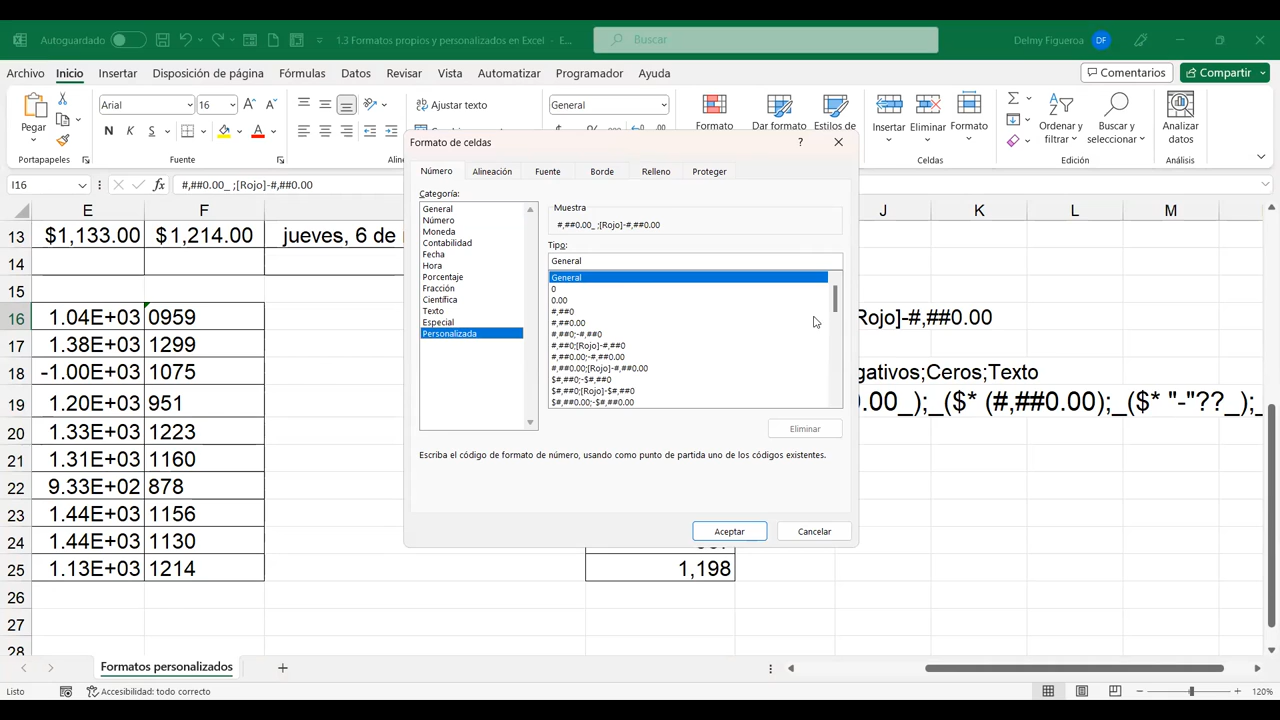 Autoguardado
1.3 Formatos propios y personalizados en Excel - E...
Buscar
Delmy Figueroa DF
Archivo Inicio Insertar Disposición de página Fórmulas Datos Revisar Vista Automatizar Programador Ayuda
Comentarios Compartir
Pegar
Arial 16
N K S
Ajustar texto
General
Formato
Dar formato
Estilos de
Insertar Eliminar Formato
Ordenar y
filtrar
Buscar y
seleccionar
Analizar
datos
Portapapeles Fuente Celdas Edición Análisis
I16 #,##0.00_ ;[Rojo]-#,##0.00
E F J K L M
13 $1,133.00 $1,214.00 jueves, 6 de
14
15
16 1.04E+03 0959 Rojo]-#,##0.00
17 1.38E+03 1299
18 -1.00E+03 1075 gativos;Ceros;Texto
19 1.20E+03 951 .00_);_($* (#,##0.00);_($* "-"??_);_
20 1.33E+03 1223
21 1.31E+03 1160
22 9.33E+02 878
23 1.44E+03 1156
24 1.44E+03 1130
25 1.13E+03 1214 1,198
26
27
28
Formato de celdas
Número Alineación Fuente Borde Relleno Proteger
Categoría:
General
Número
Moneda
Contabilidad
Fecha
Hora
Porcentaje
Fracción
Científica
Texto
Especial
Personalizada
Muestra
#,##0.00_ ;[Rojo]-#,##0.00
Tipo:
General
General
0
0.00
#,##0
#,##0.00
#,##0;-#,##0
#,##0;[Rojo]-#,##0
#,##0.00;-#,##0.00
#,##0.00;[Rojo]-#,##0.00
$#,##0;-$#,##0
$#,##0;[Rojo]-$#,##0
$#,##0.00;-$#,##0.00
Eliminar
Escriba el código de formato de número, usando como punto de partida uno de los códigos existentes.
Aceptar Cancelar
Formatos personalizados
Listo
Accesibilidad: todo correcto
120%